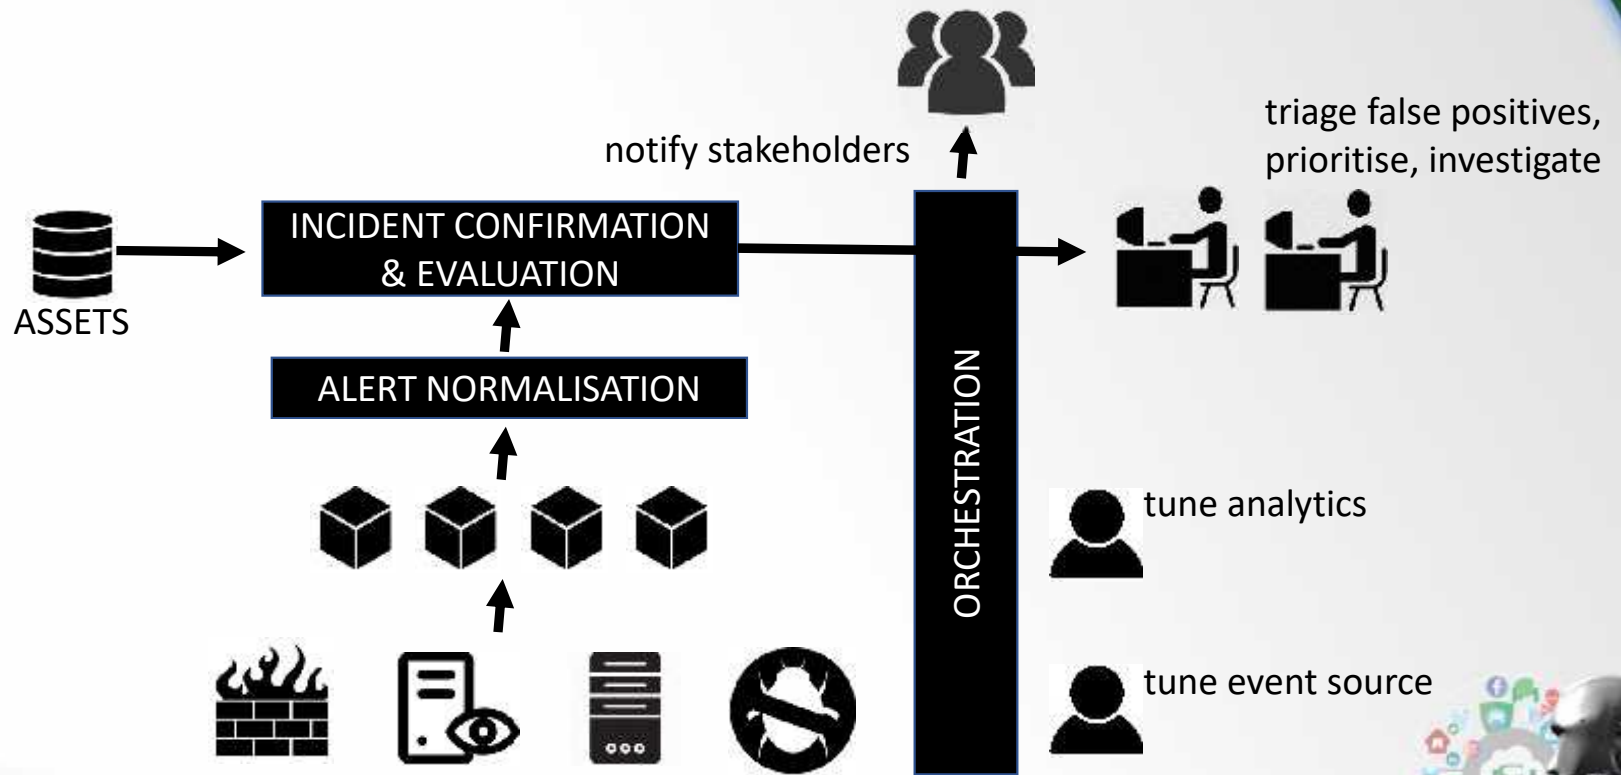 notify stakeholders
triage false positives,
prioritise, investigate
INCIDENT CONFIRMATION
& EVALUATION
ASSETS
ALERT NORMALISATION
ORCHESTRATION
tune analytics
tune event source